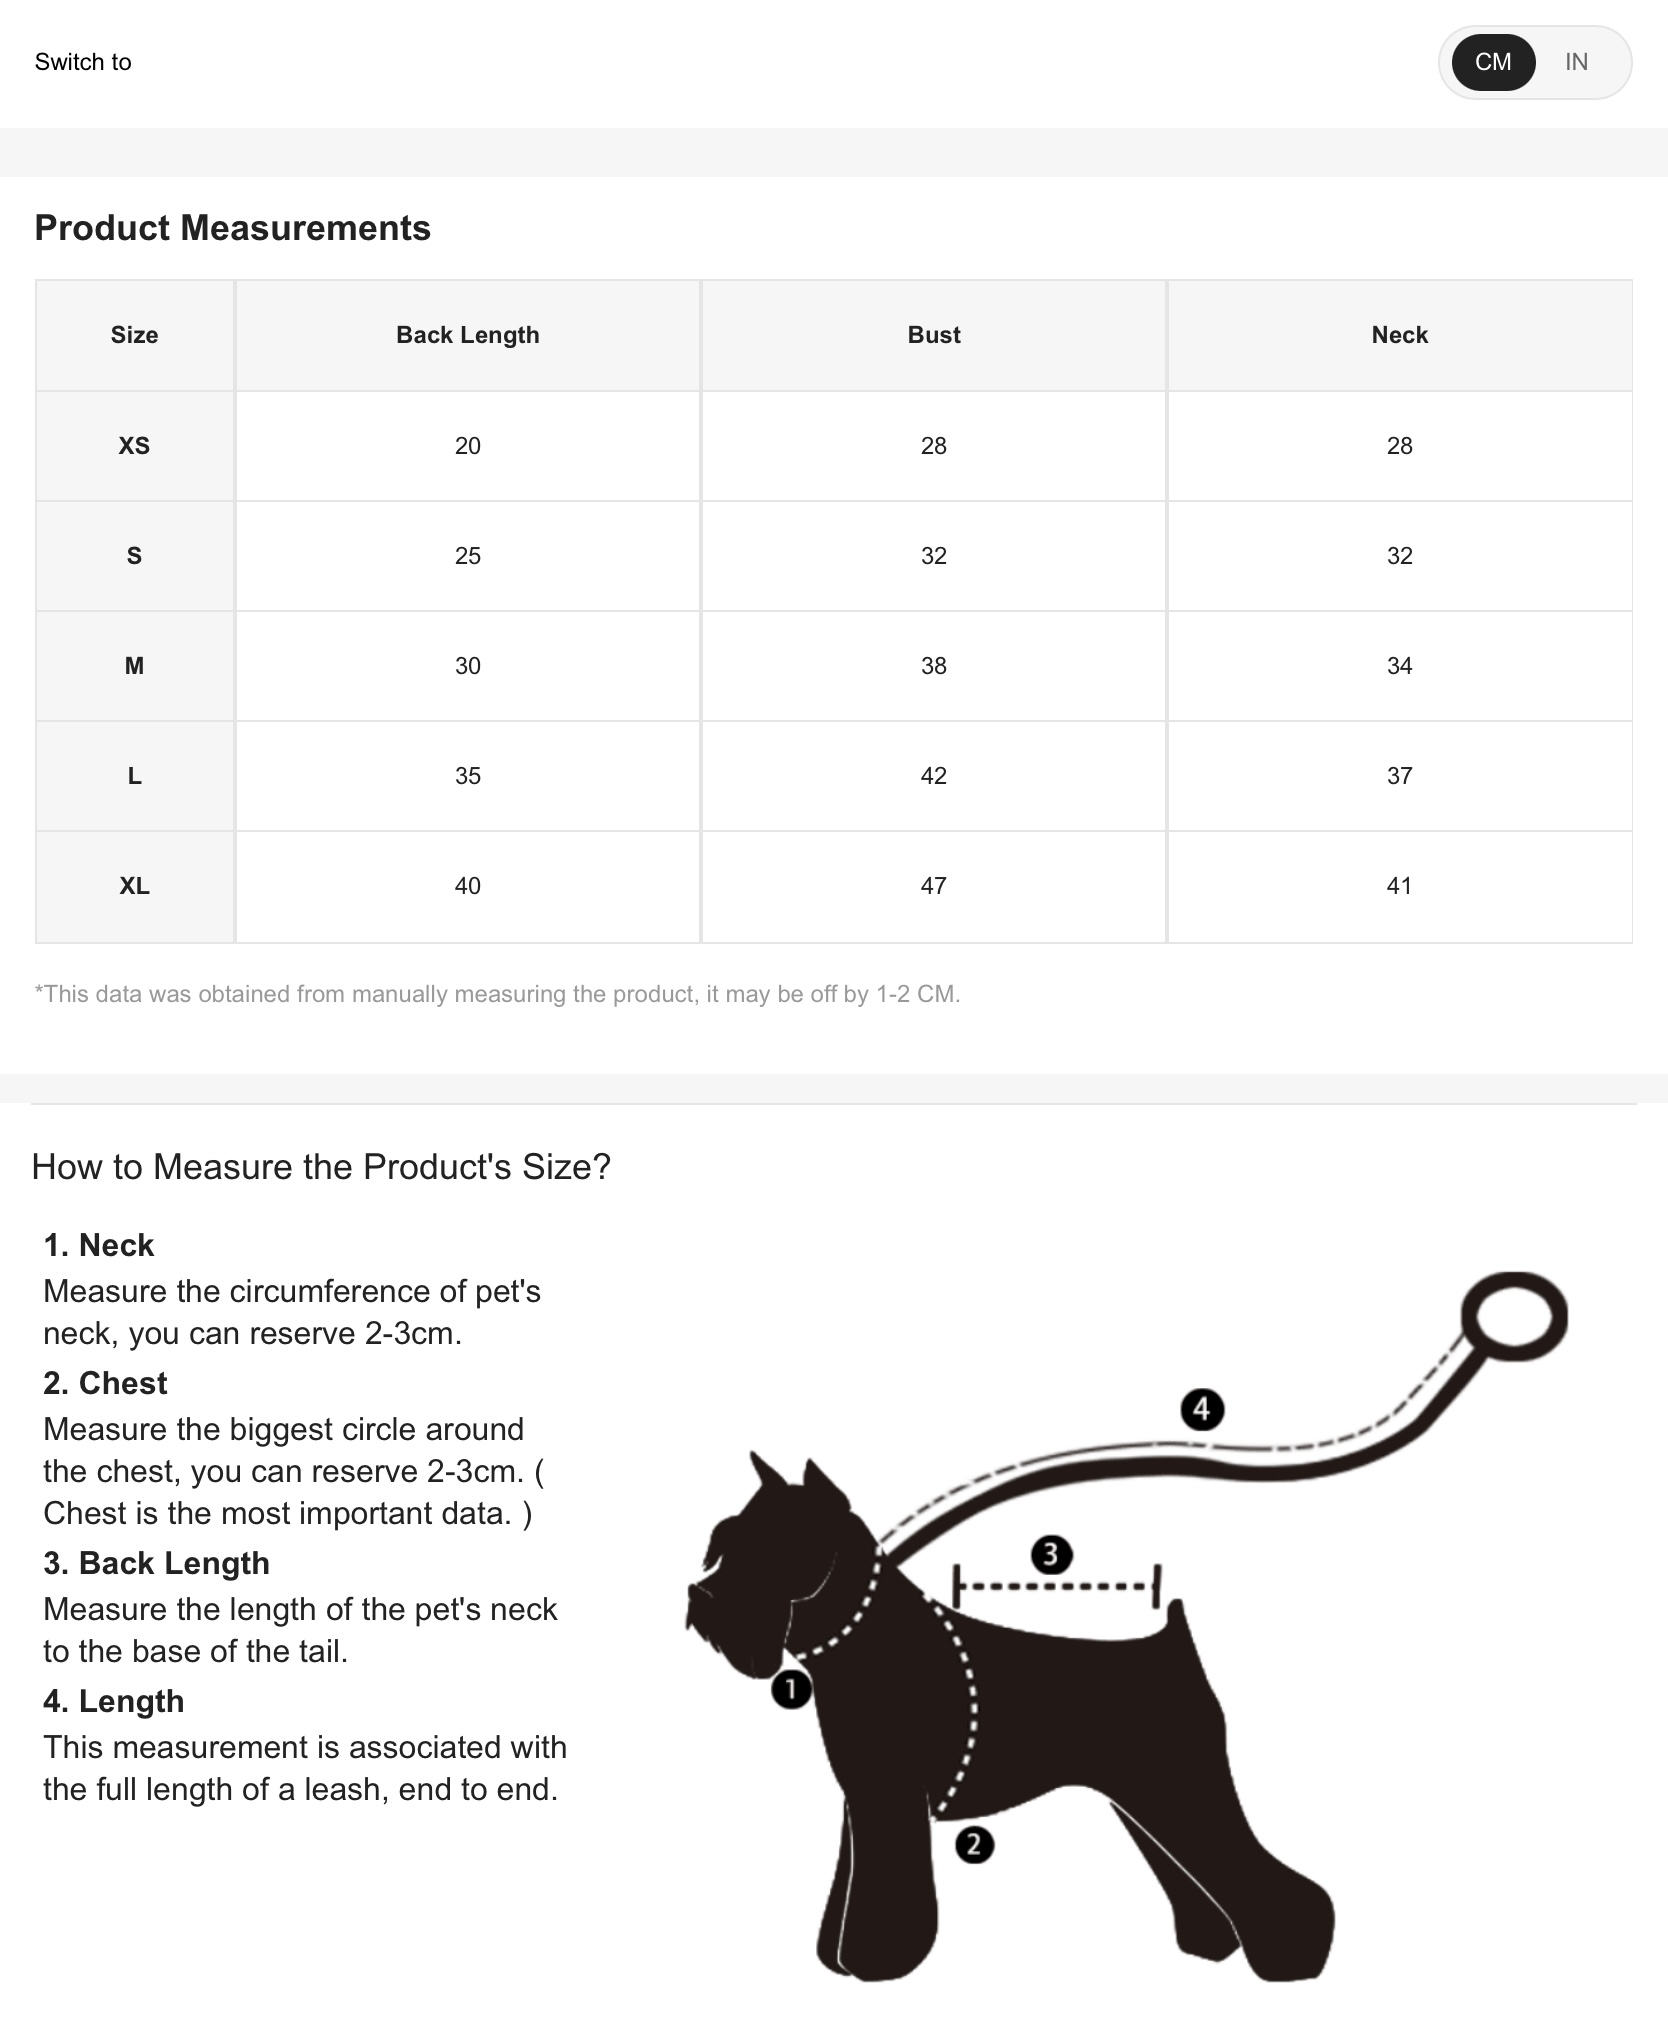 Switch to
CM IN
Product Measurements
Size Back Length Bust Neck
XS 20 28 28
S 25 32 32
M 30 38 34
L 35 42 37
XL 40 47 41
*This data was obtained from manually measuring the product, it may be off by 1-2 CM.
How to Measure the Product's Size?
1. Neck
Measure the circumference of pet's
neck, you can reserve 2-3cm.
2. Chest
Measure the biggest circle around
the chest, you can reserve 2-3cm. (
Chest is the most important data. )
3. Back Length
Measure the length of the pet's neck
to the base of the tail.
4. Length
This measurement is associated with
the full length of a leash, end to end.
4
3
1
2